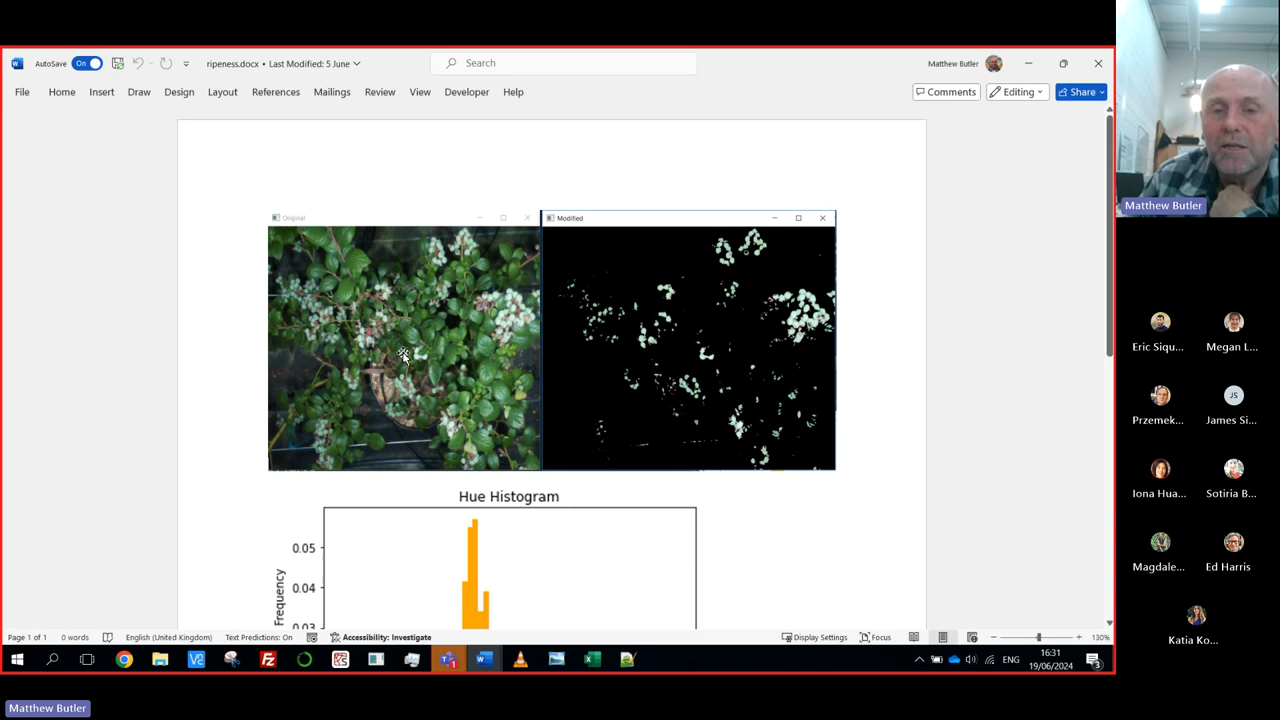 AutoSave On
ripeness.docx • Last Modified: 5 June
Search
Matthew Butler
File Home Insert Draw Design Layout References Mailings Review View Developer Help
Comments Editing Share
Original
Modified
Hue Histogram
0.05
0.04
0.03
Frequency
Page 1 of 1 0 words English (United Kingdom) Text Predictions: On Accessibility: Investigate
Display Settings Focus 130%
ENG
16:31
19/06/2024
3
Matthew Butler
Eric Siqu...
Megan L...
Przemek...
JS
James Si...
Iona Hua...
Sotiria B...
Magdale...
Ed Harris
Katia Ko...
Matthew Butler